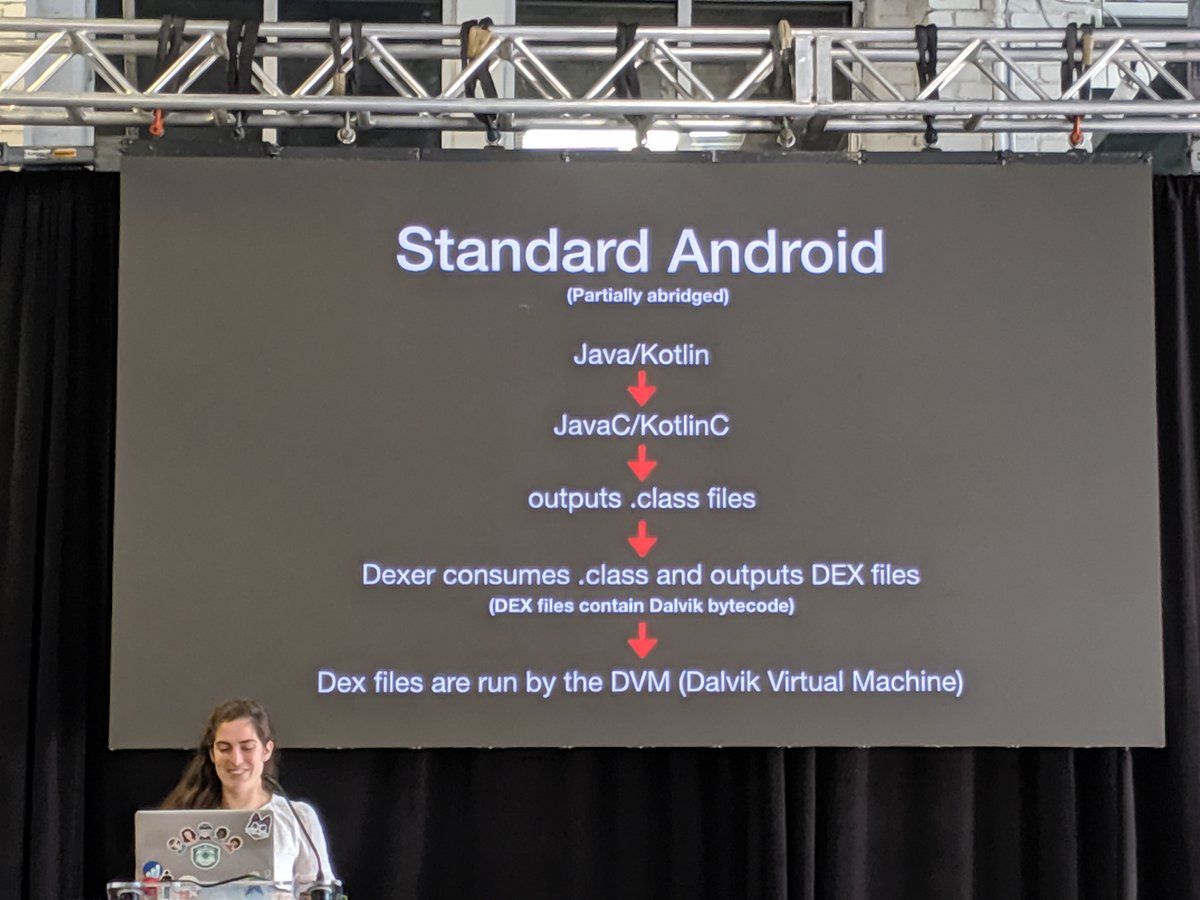 Standard Android
(Partially abridged)
Java/Kotlin
JavaC/KotlinC
outputs .class files
Dexer consumes .class and outputs DEX files
(DEX files contain Dalvik bytecode)
Dex files are run by the DVM (Dalvik Virtual Machine)